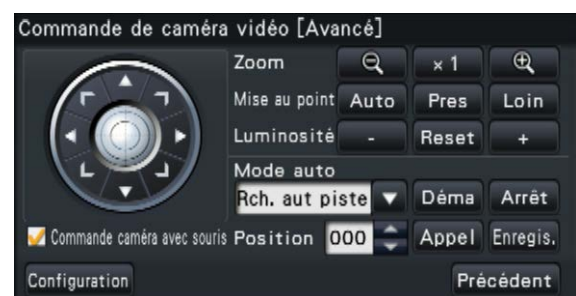 Commande de caméra vidéo [Avancé]
Zoom × 1
Mise au point Auto Pres Loin
Luminosité - Reset +
Mode auto
Rch. aut piste Déma Arrêt
Commande caméra avec souris Position 000 Appel Enregis.
Configuration Précédent